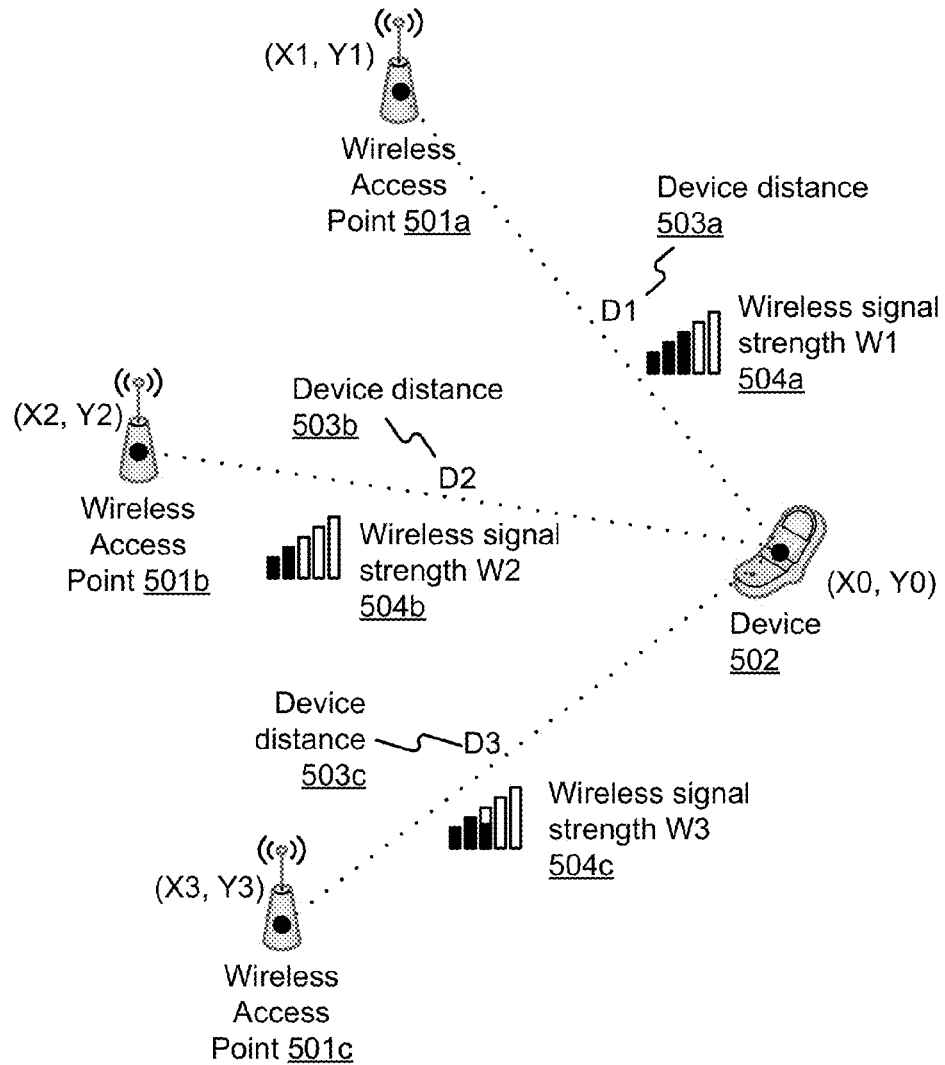 (X1, Y1)
Wireless
Access
Point 501a
Device distance
503a
D1
Wireless signal
strength W1
504a
(X2, Y2)
Device distance
503b
D2
Wireless
Access
Point 501b
Wireless signal
strength W2
504b
(X0, Y0)
Device
502
Device
distance
503c
D3
Wireless signal
strength W3
504c
(X3, Y3)
Wireless
Access
Point 501c